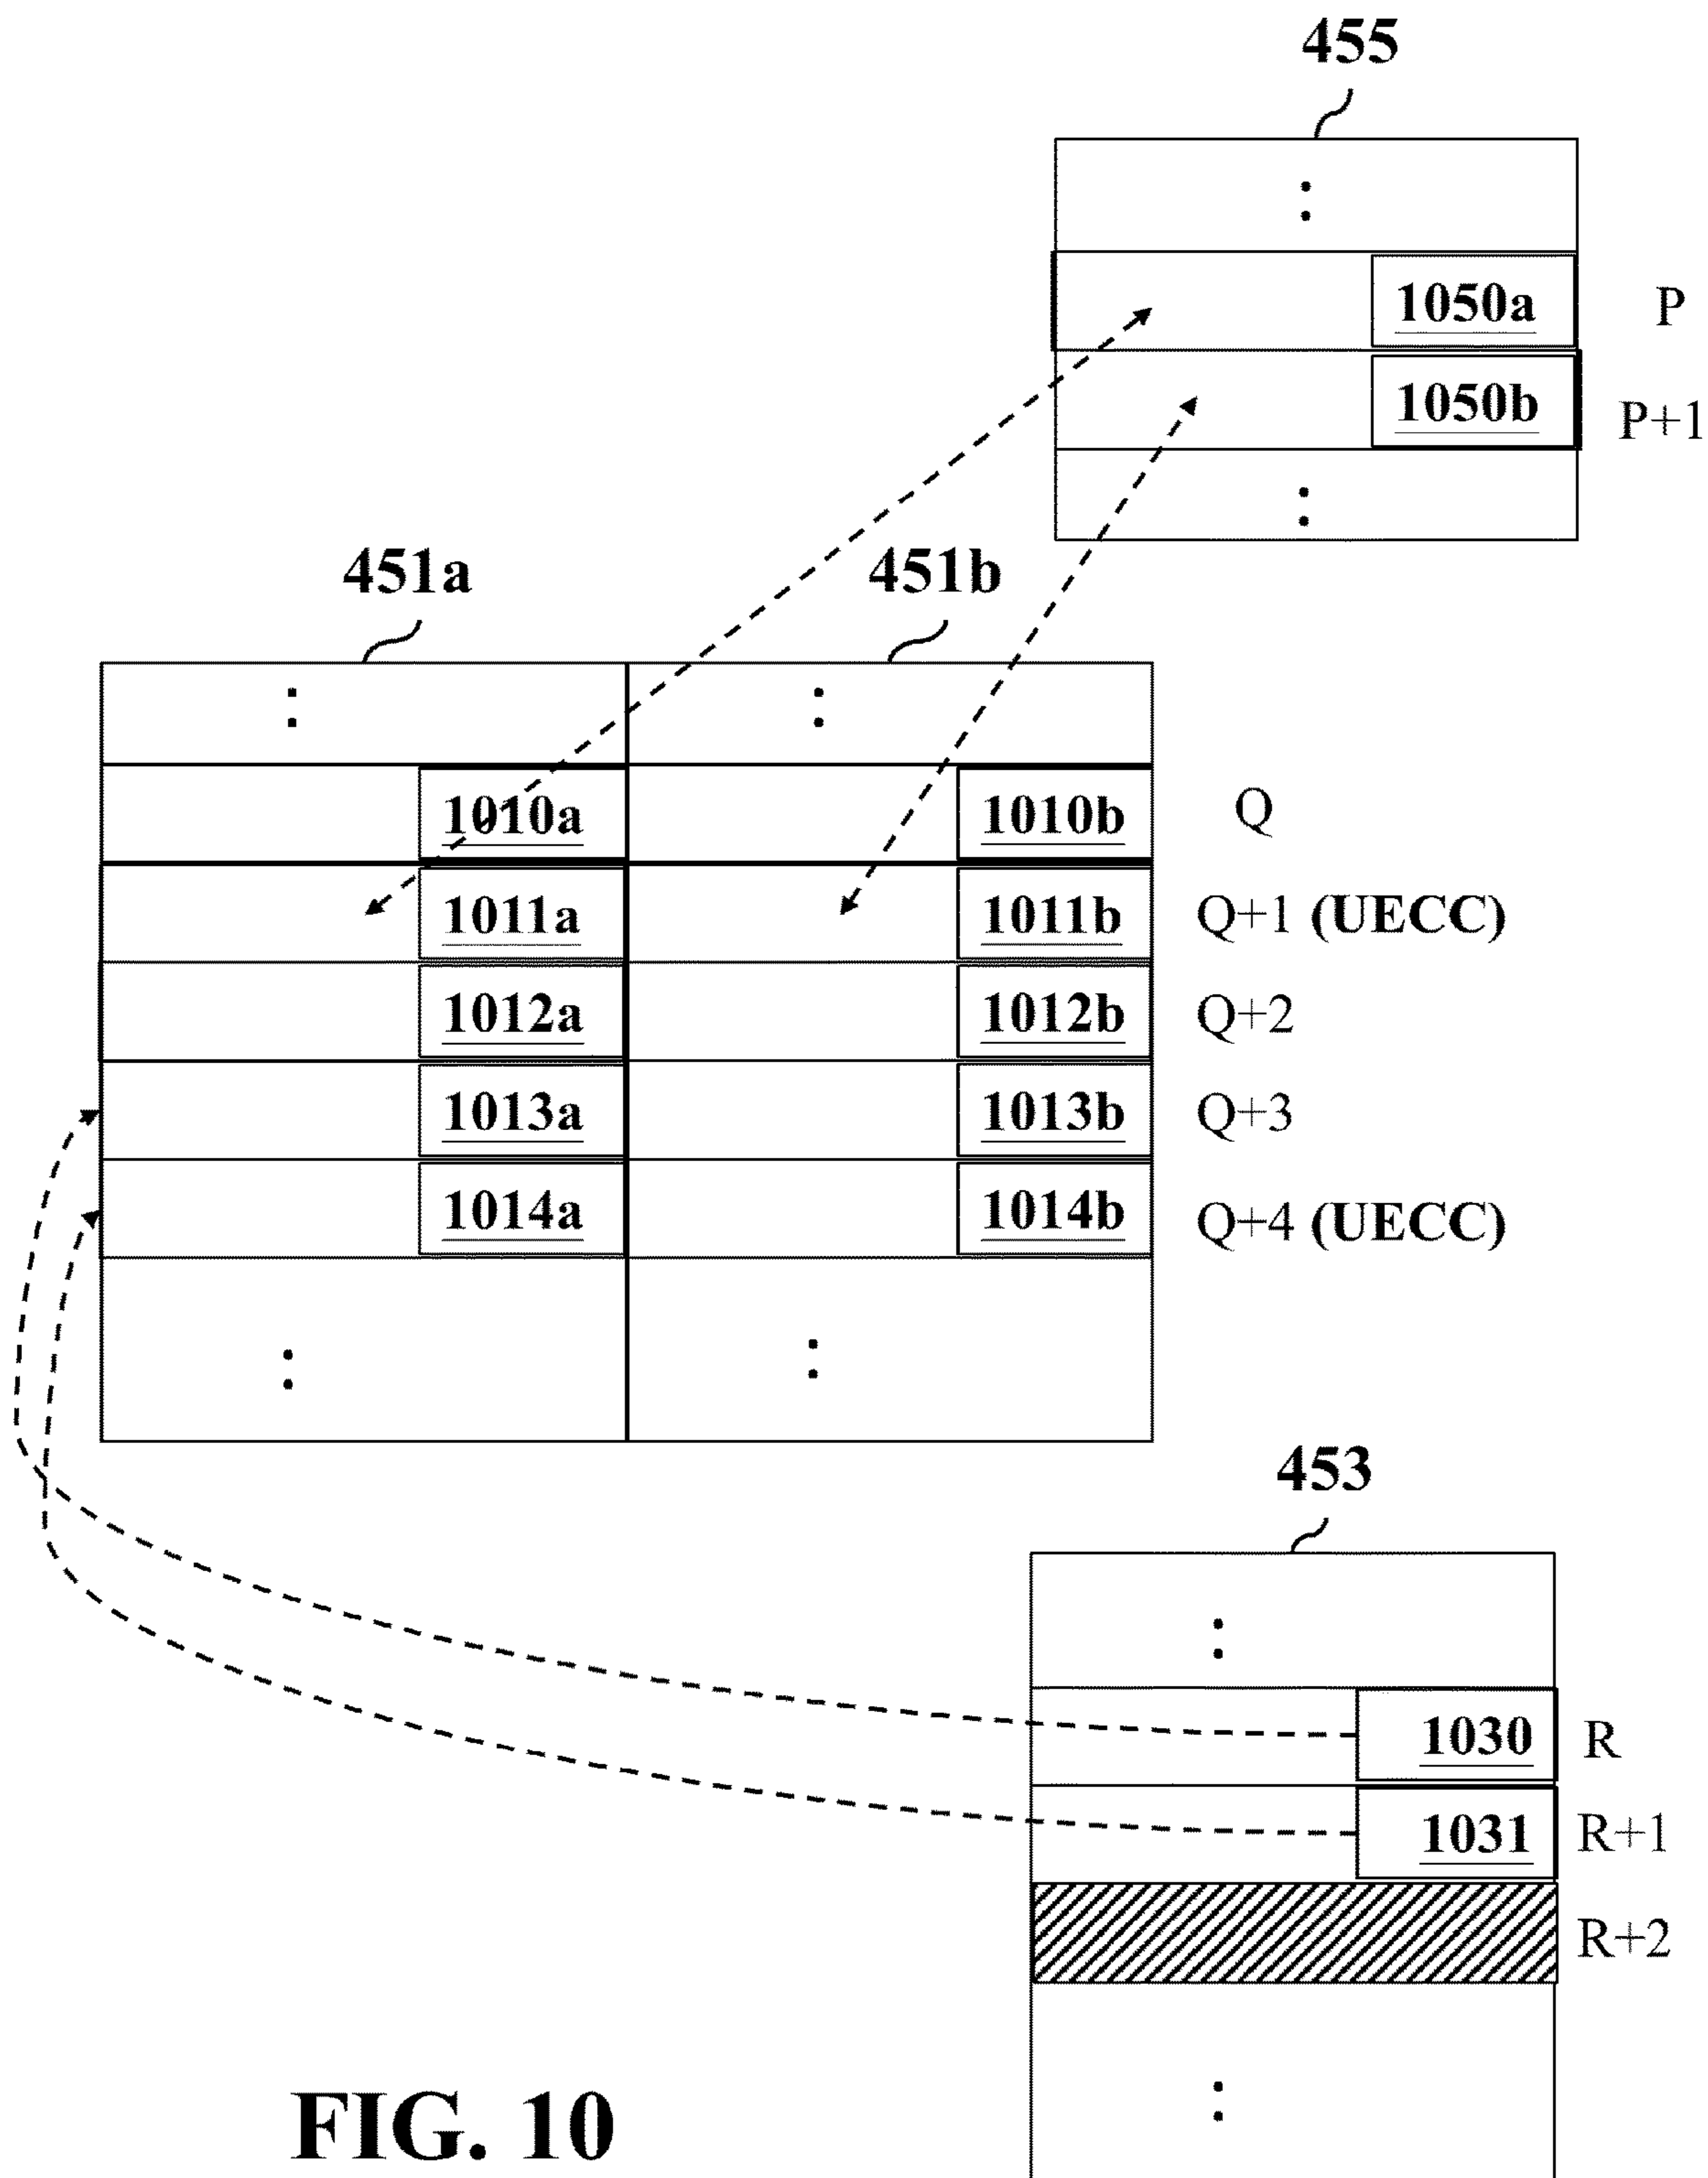 455
1050a P
1050b P+1
451a 451b
1010a 1010b Q
1011a 1011b Q+1 (UECC)
1012a 1012b Q+2
1013a 1013b Q+3
1014a 1014b Q+4 (UECC)
453
1030 R
1031 R+1
R+2
FIG. 10